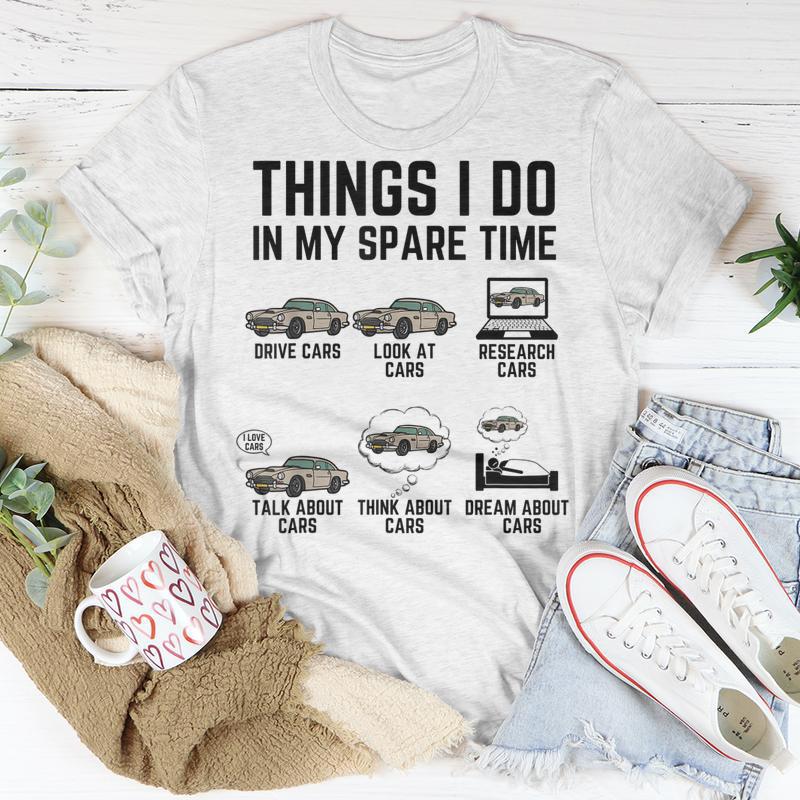 THINGS I DO
IN MY SPARE TIME
DRIVE CARS
LOOK AT
CARS
RESEARCH
CARS
I LOVE
CARS
TALK ABOUT
CARS
THINK ABOUT
CARS
DREAM ABOUT
CARS